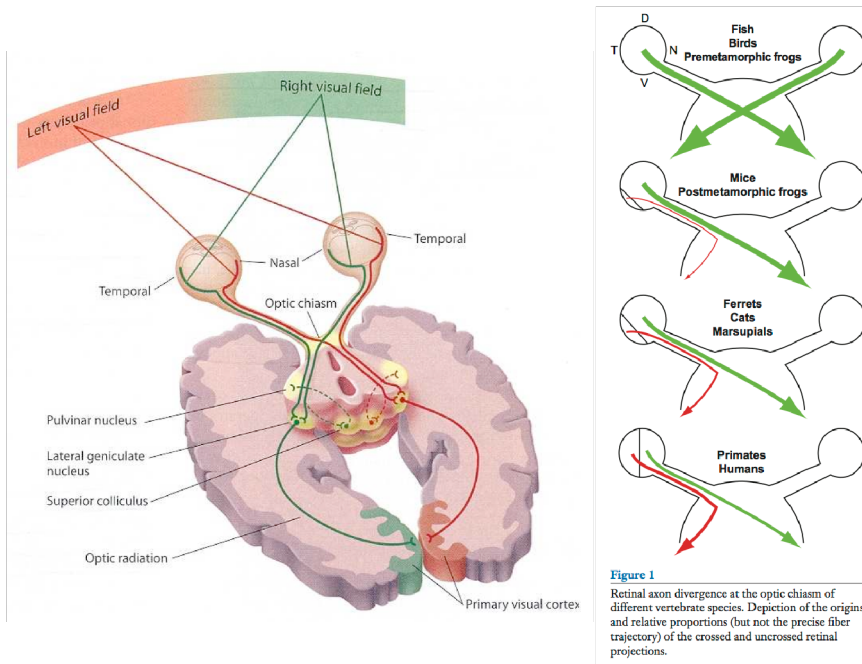 Left visual field
Right visual field
Temporal
Nasal
Temporal
Optic chiasm
Pulvinar nucleus
Lateral geniculate
nucleus
Superior colliculus
Optic radiation
Primary visual cortex
D
T
N
V
Fish
Birds
Premetamorphic frogs
Mice
Postmetamorphic frogs
Ferrets
Cats
Marsupials
Primates
Humans
Figure 1
Retinal axon divergence at the optic chiasm of
different vertebrate species. Depiction of the origins
and relative proportions (but not the precise fiber
trajectory) of the crossed and uncrossed retinal
projections.